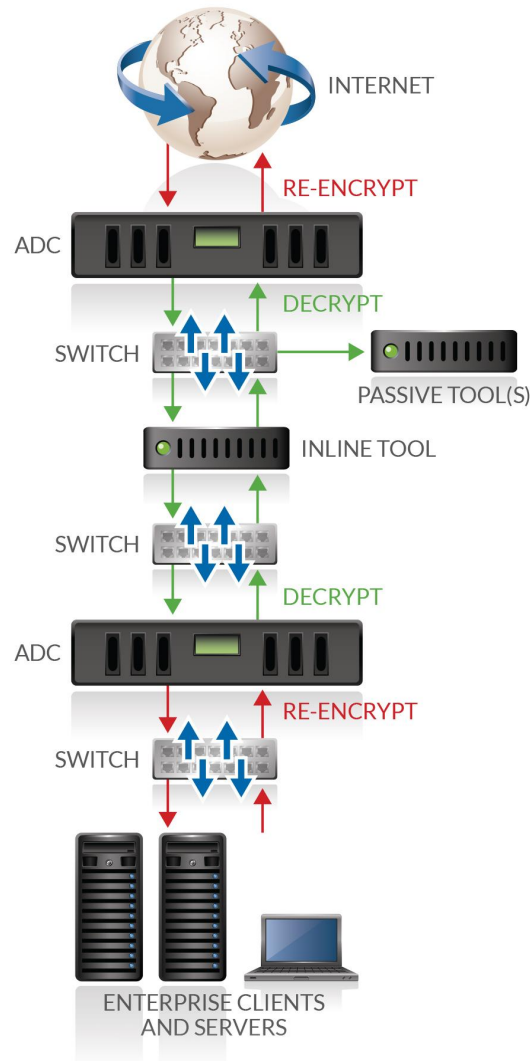 INTERNET
RE-ENCRYPT
ADC
DECRYPT
SWITCH
PASSIVE TOOL(S)
INLINE TOOL
SWITCH
DECRYPT
ADC
RE-ENCRYPT
SWITCH
ENTERPRISE CLIENTS
AND SERVERS